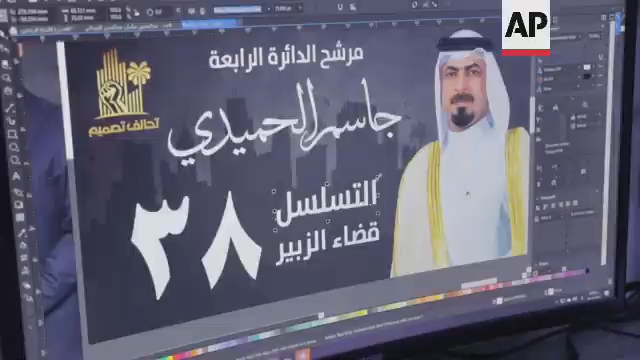 AP
مرشح الدائرة الرابعة
جاسم الحميدي
تحالف تصميم
التسلسل
٣٨
قضاء الزبير